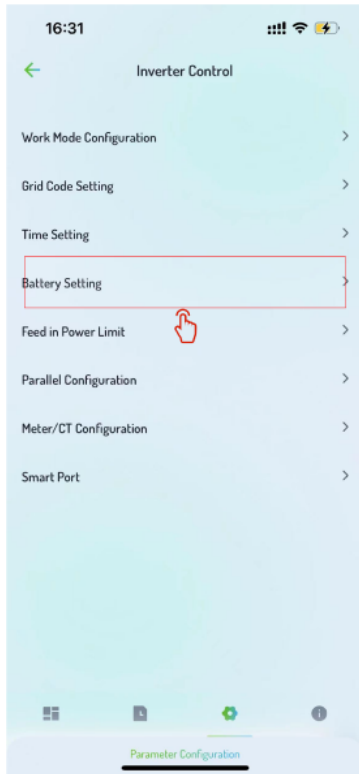 16:31
Inverter Control
Work Mode Configuration
Grid Code Setting
Time Setting
Battery Setting
Feed in Power Limit
Parallel Configuration
Meter/CT Configuration
Smart Port
Parameter Configuration